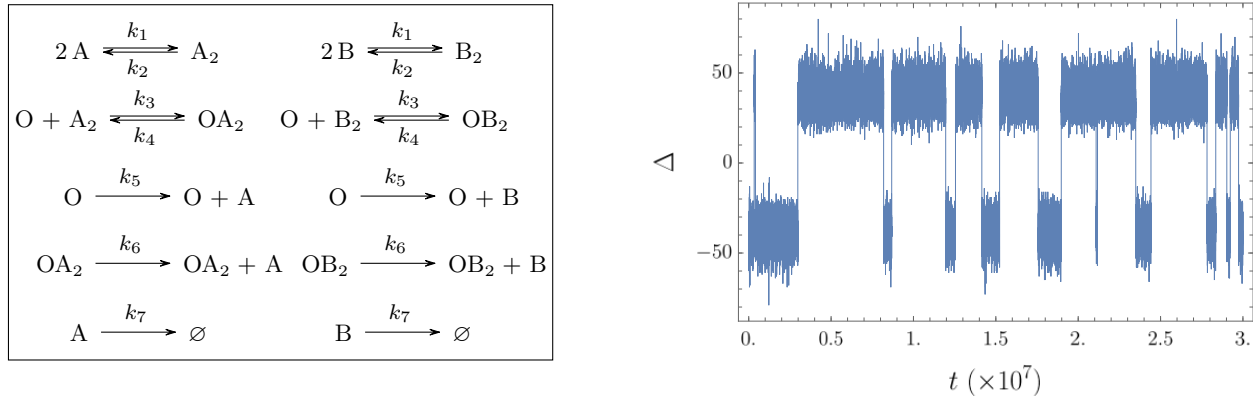 2 A ⇌ A₂ k₁ k₂ 2 B ⇌ B₂ k₁ k₂
O + A₂ ⇌ OA₂ k₃ k₄ O + B₂ ⇌ OB₂ k₃ k₄
O ⟶ O + A k₅ O ⟶ O + B k₅
OA₂ ⟶ OA₂ + A k₆ OB₂ ⟶ OB₂ + B k₆
A ⟶ ∅ k₇ B ⟶ ∅ k₇
50
0
−50
Δ
0. 0.5 1. 1.5 2. 2.5 3.
t (×10⁷)